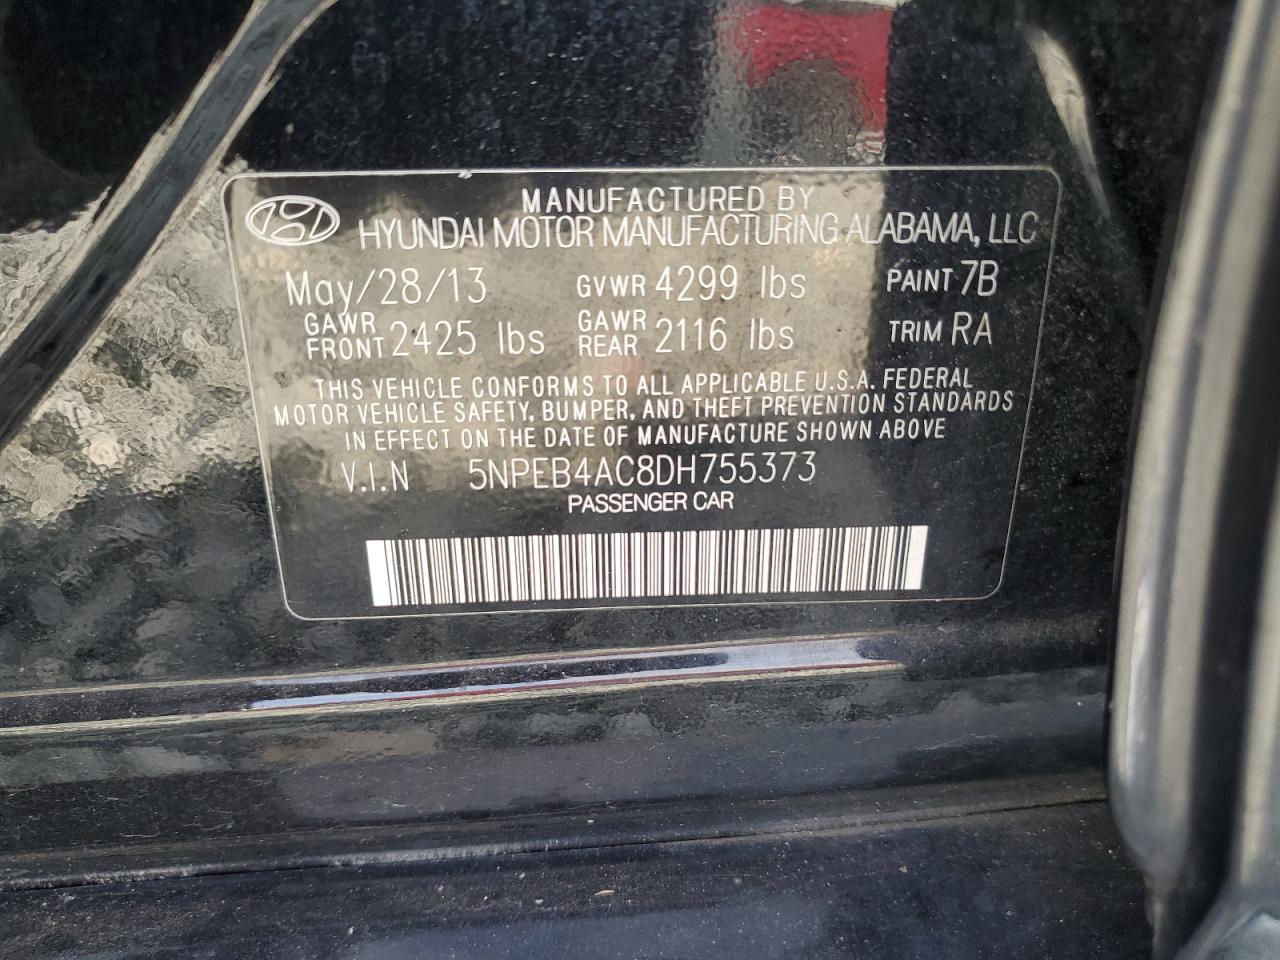 MANUFACTURED BY
HYUNDAI MOTOR MANUFACTURING ALABAMA, LLC
May/28/13 GVWR 4299 lbs PAINT 7B
GAWR FRONT 2425 lbs GAWR REAR 2116 lbs TRIM RA
THIS VEHICLE CONFORMS TO ALL APPLICABLE U.S.A. FEDERAL
MOTOR VEHICLE SAFETY, BUMPER, AND THEFT PREVENTION STANDARDS
IN EFFECT ON THE DATE OF MANUFACTURE SHOWN ABOVE
V.I.N 5NPEB4AC8DH755373
PASSENGER CAR